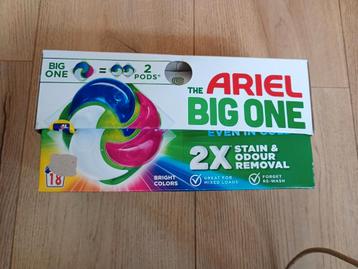 BIG
ONE
=
2
PODS*
THE ARIEL
BIG ONE
EVEN IN
2X STAIN &
ODOUR
REMOVAL
BRIGHT
COLORS
GREAT FOR
MIXED LOADS
FORGET
RE-WASH
18